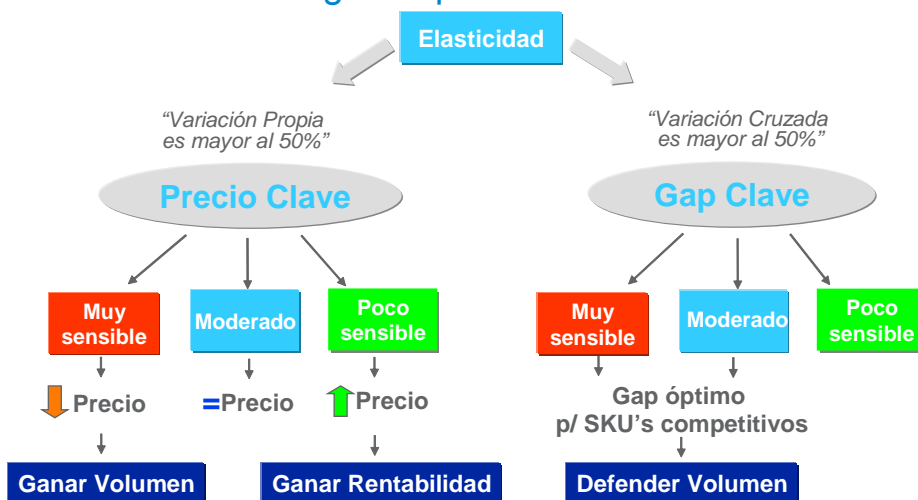 Elasticidad
“Variación Propia
es mayor al 50%”
“Variación Cruzada
es mayor al 50%”
Precio Clave
Gap Clave
Muy
sensible
Moderado
Poco
sensible
Muy
sensible
Moderado
Poco
sensible
Precio
=Precio
Precio
Gap óptimo
p/ SKU’s competitivos
Ganar Volumen
Ganar Rentabilidad
Defender Volumen